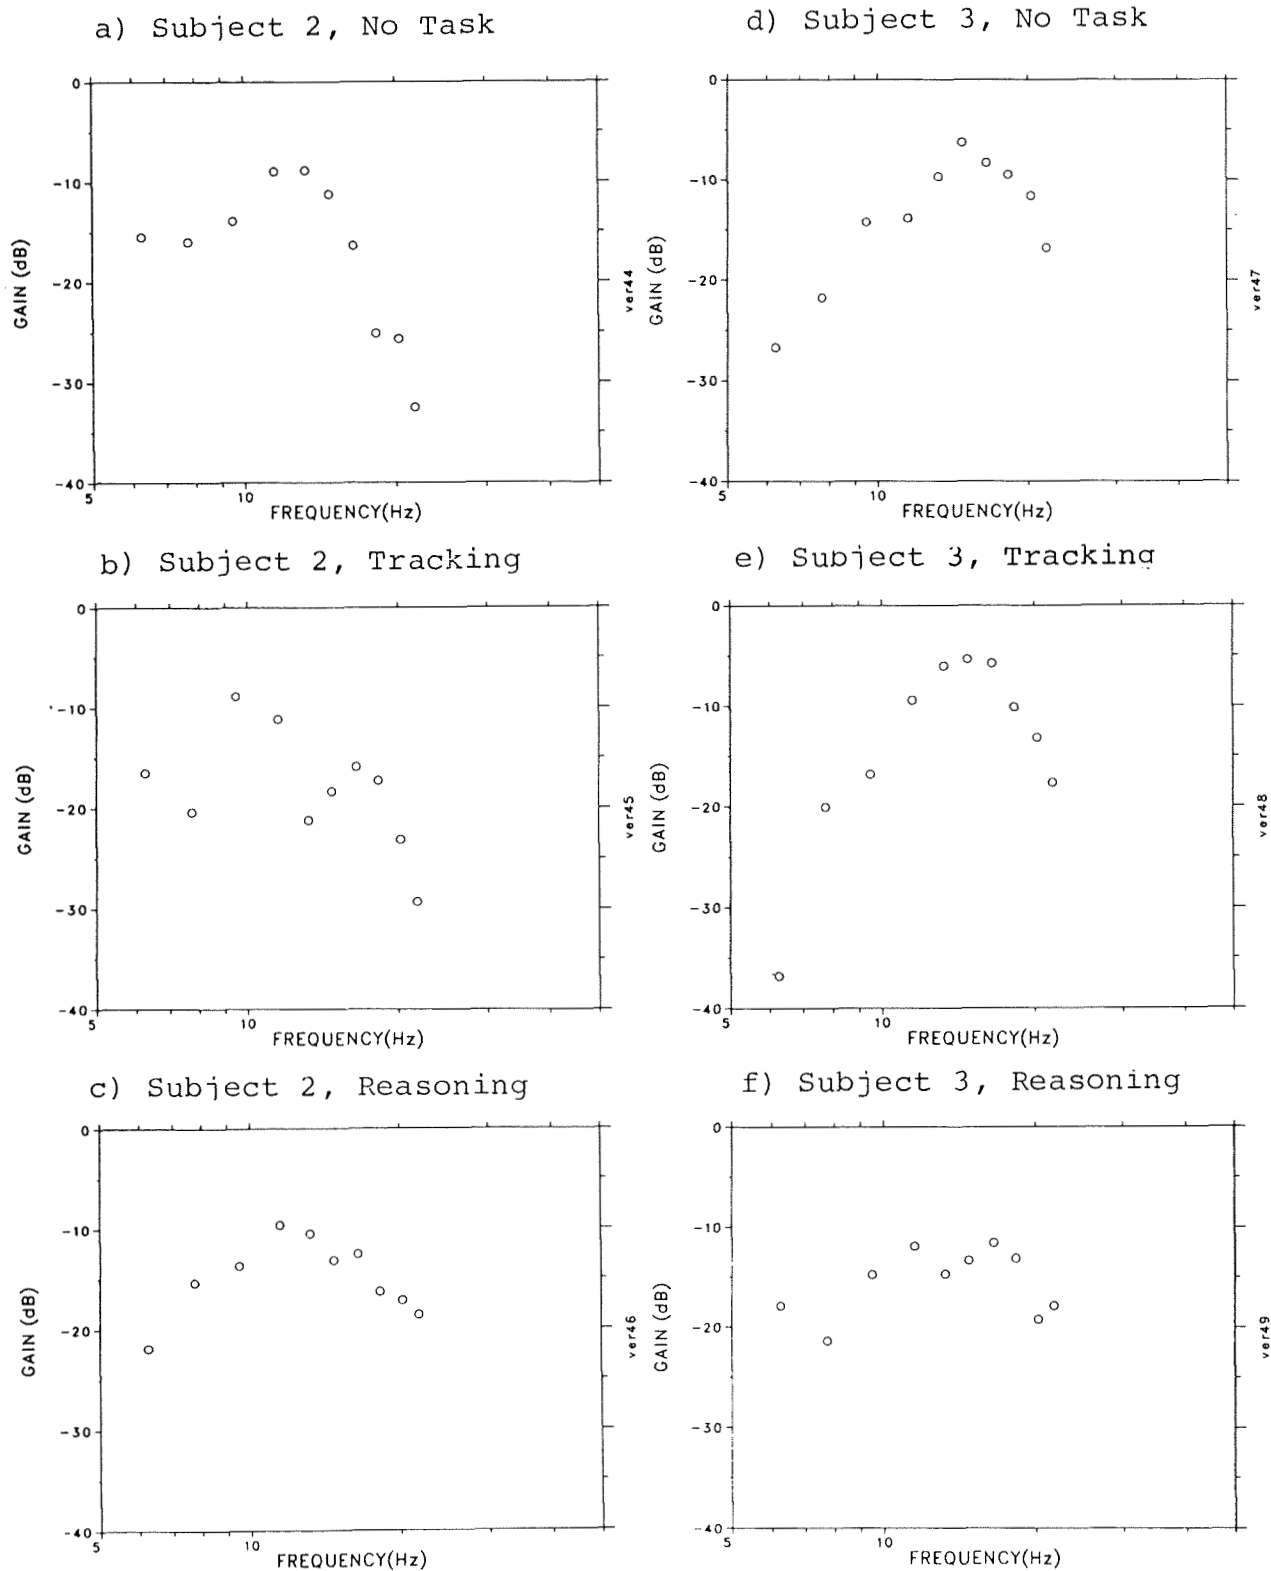 a) Subject 2, No Task
0
-10
-20
-30
-40
GAIN (dB)
5
10
FREQUENCY(Hz)
ver44
d) Subject 3, No Task
0
-10
-20
-30
-40
GAIN (dB)
5
10
FREQUENCY(Hz)
ver47
b) Subject 2, Tracking
0
-10
-20
-30
-40
GAIN (dB)
5
10
FREQUENCY(Hz)
ver45
e) Subject 3, Tracking
0
-10
-20
-30
-40
GAIN (dB)
5
10
FREQUENCY(Hz)
ver48
c) Subject 2, Reasoning
0
-10
-20
-30
-40
GAIN (dB)
5
10
FREQUENCY(Hz)
ver46
f) Subject 3, Reasoning
0
-10
-20
-30
-40
GAIN (dB)
5
10
FREQUENCY(Hz)
ver49